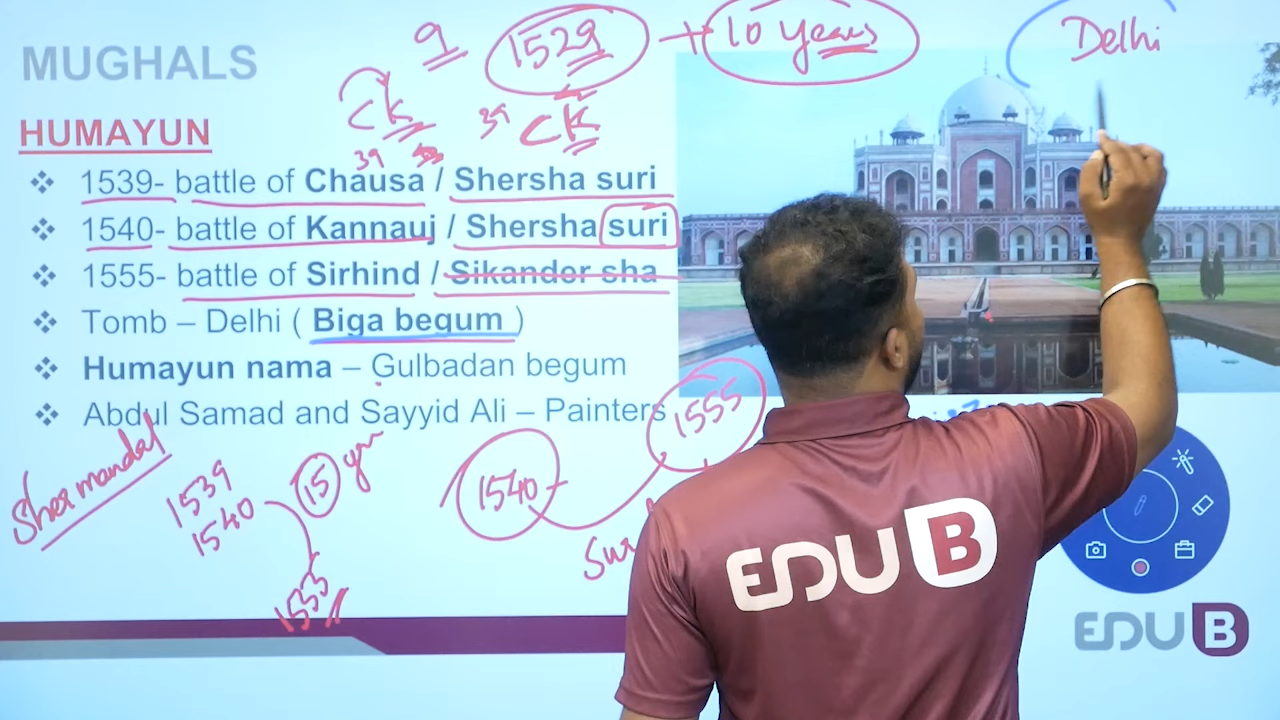 9 1529 + 10 years Delhi
MUGHALS
CK 39 CK
39
HUMAYUN
❖ 1539- battle of Chausa / Shersha suri
❖ 1540- battle of Kannauj / Shersha suri
❖ 1555- battle of Sirhind / Sikander sha
❖ Tomb – Delhi ( Biga begum )
❖ Humayun nama – Gulbadan begum
❖ Abdul Samad and Sayyid Ali – Painters
1555
Sher mandal
1539
1540
15 yrs
1540
1555
EDUB
EDUB